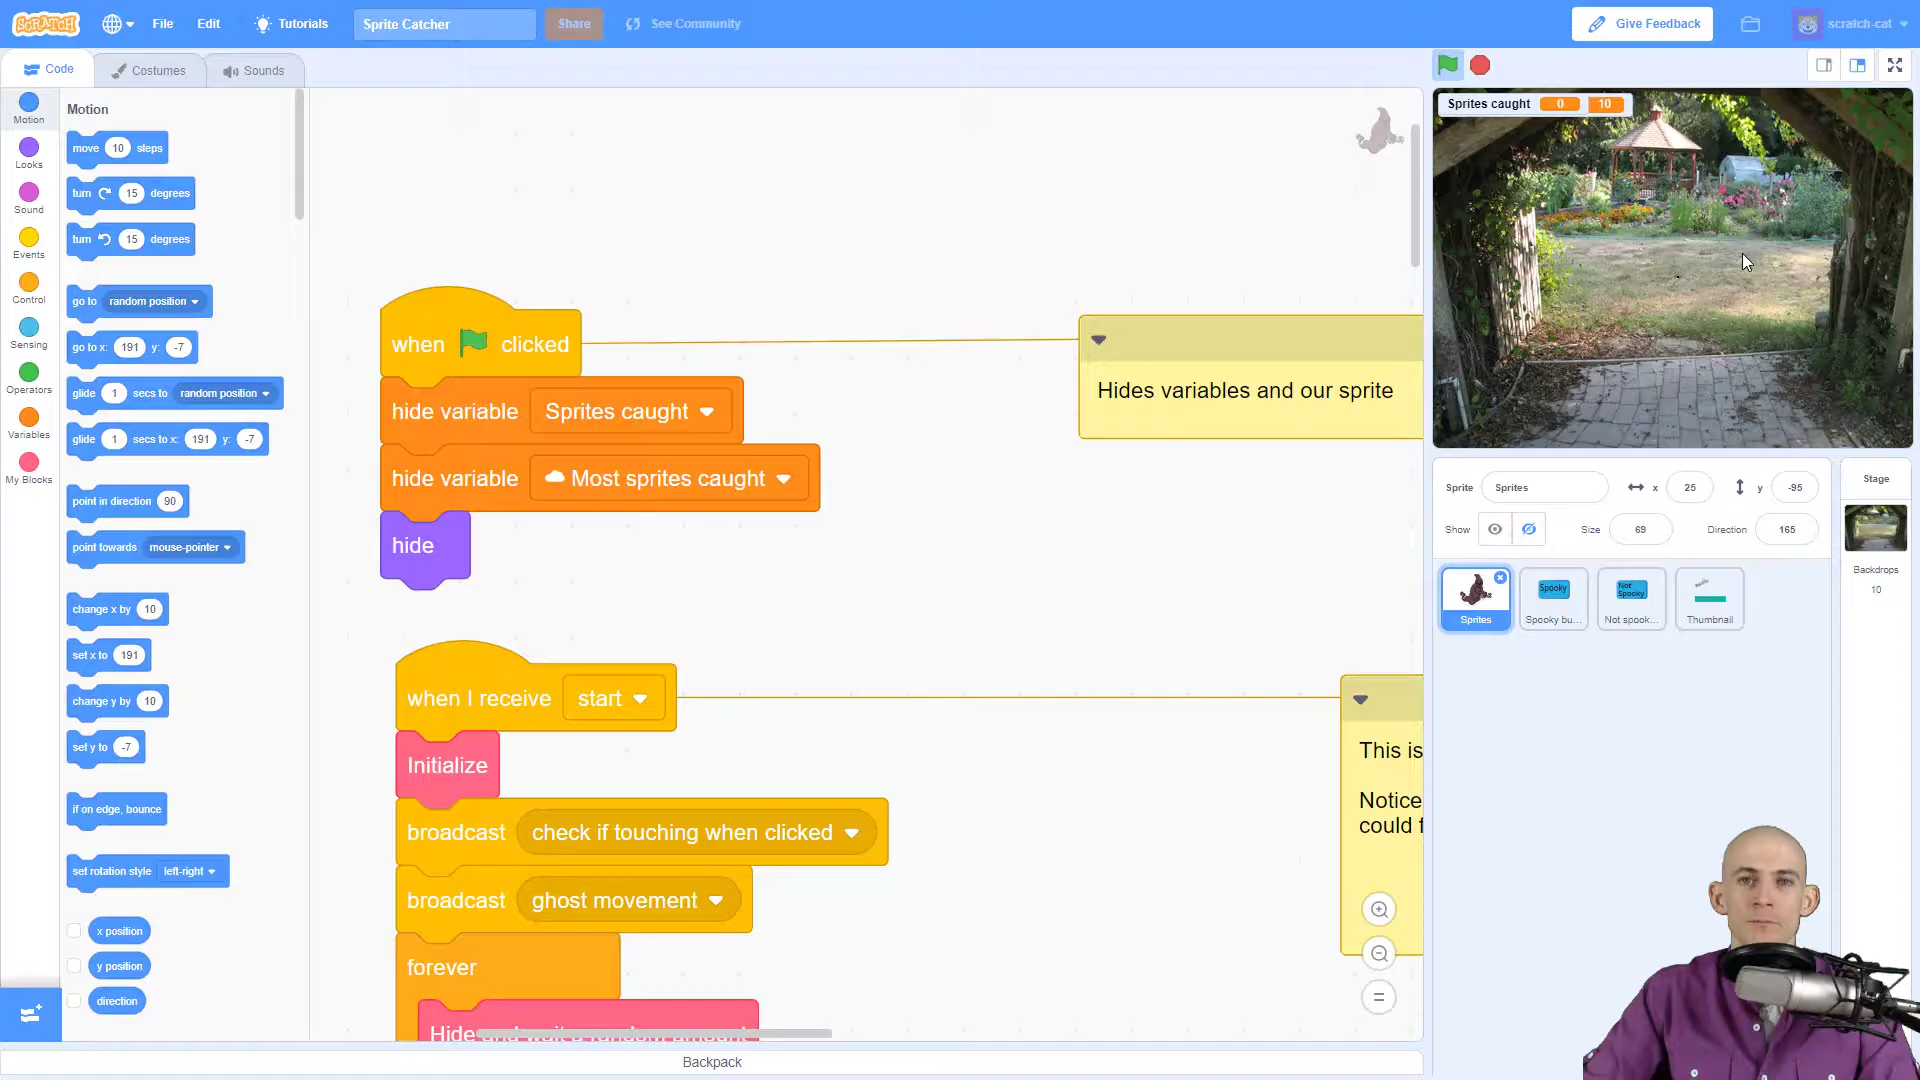 SCRATCH
File
Edit
Tutorials
Sprite Catcher
Share
See Community
Give Feedback
scratch-cat
Code
Costumes
Sounds
Motion
Looks
Sound
Events
Control
Sensing
Operators
Variables
My Blocks
Motion
move 10 steps
turn 15 degrees
turn 15 degrees
go to random position
go to x: 191 y: -7
glide 1 secs to random position
glide 1 secs to x: 191 y: -7
point in direction 90
point towards mouse-pointer
change x by 10
set x to 191
change y by 10
set y to -7
if on edge, bounce
set rotation style left-right
x position
y position
direction
when clicked
hide variable Sprites caught
hide variable Most sprites caught
hide
Hides variables and our sprite
when I receive start
Initialize
broadcast check if touching when clicked
broadcast ghost movement
forever
This is
Notice
could
Backpack
Sprites caught 0 10
Sprite Sprites x 25 y -95
Show Size 69 Direction 165
Spooky
Not
Spooky
Sprites
Spooky bu...
Not spook...
Thumbnail
Stage
Backdrops
10